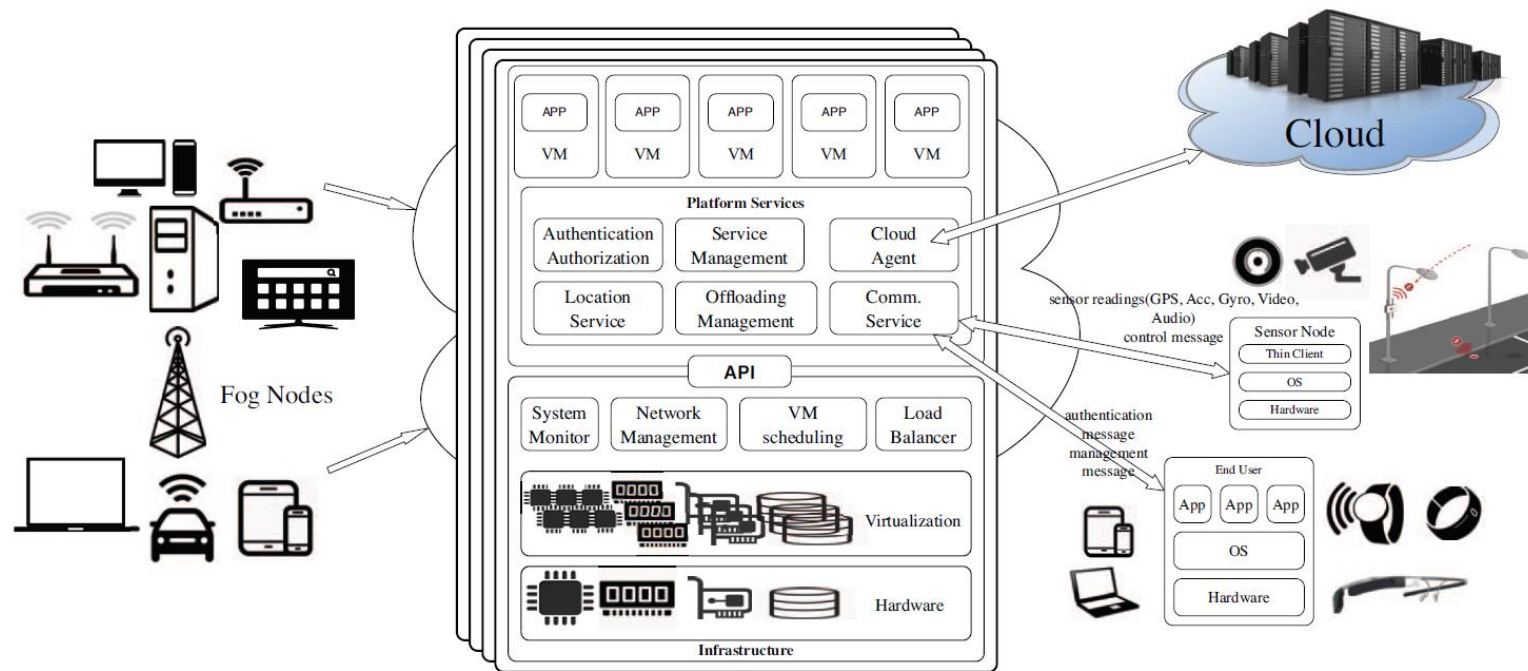 APP
APP
APP
APP
APP
VM
VM
VM
VM
VM
Platform Services
Authentication
Authorization
Service
Management
Cloud
Agent
Location
Service
Offloading
Management
Comm.
Service
API
System
Monitor
Network
Management
VM
scheduling
Load
Balancer
Virtualization
Hardware
Infrastructure
Fog Nodes
Cloud
sensor readings(GPS, Acc, Gyro, Video,
Audio)
control message
Sensor Node
Thin Client
OS
Hardware
authentication
message
management
message
End User
App
App
App
OS
Hardware